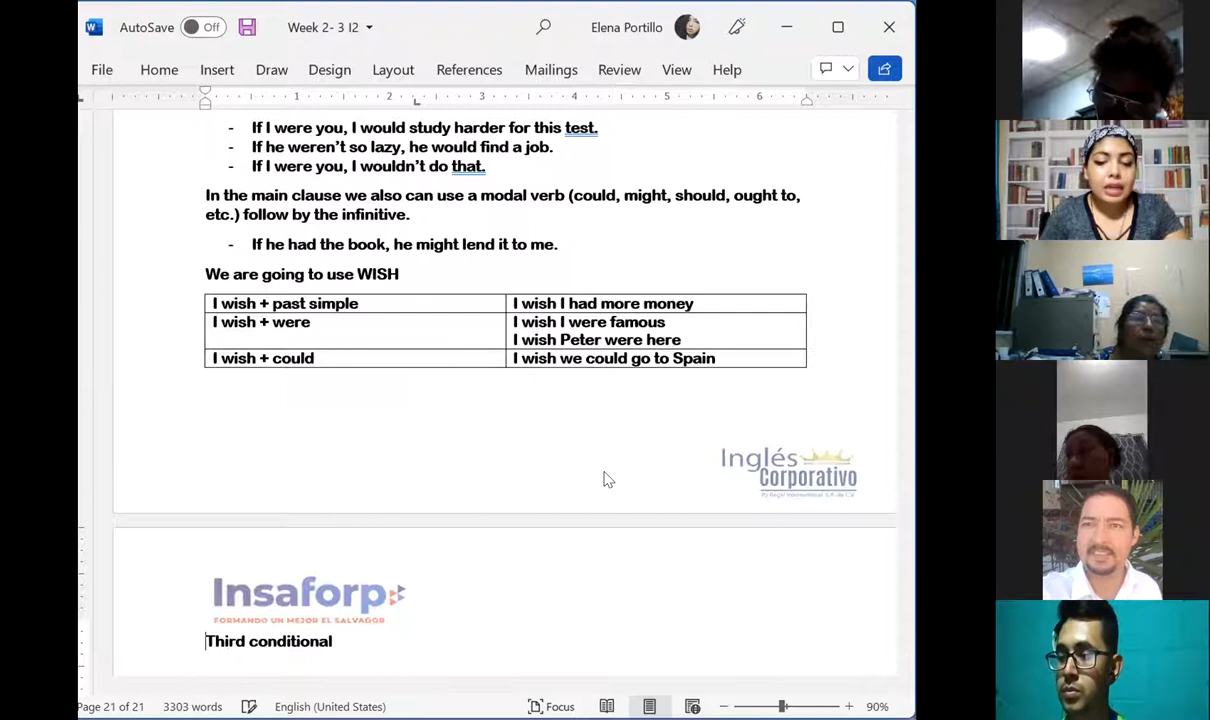 AutoSave Off Week 2- 3 I2 Elena Portillo
File Home Insert Draw Design Layout References Mailings Review View Help
1 2 3 4 5 6
- If I were you, I would study harder for this test.
- If he weren't so lazy, he would find a job.
- If I were you, I wouldn't do that.
In the main clause we also can use a modal verb (could, might, should, ought to,
etc.) follow by the infinitive.
- If he had the book, he might lend it to me.
We are going to use WISH
I wish + past simple I wish I had more money
I wish + were I wish I were famous
I wish Peter were here
I wish + could I wish we could go to Spain
Inglés
Corporativo
Insaforp
FORMANDO UN MEJOR EL SALVADOR
Third conditional
Page 21 of 21 3303 words English (United States) Focus 90%